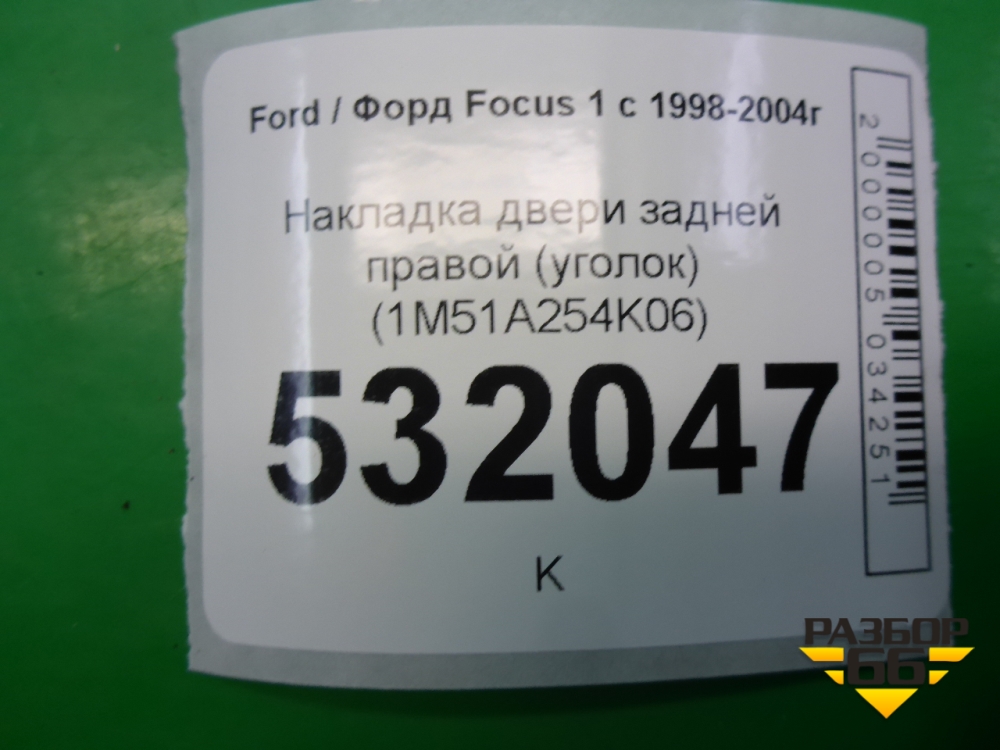 Ford / Форд Focus 1 с 1998-2004г
Накладка двери задней
правой (уголок)
(1M51A254K06)
532047
К
2000005034251
РАЗБОР
66